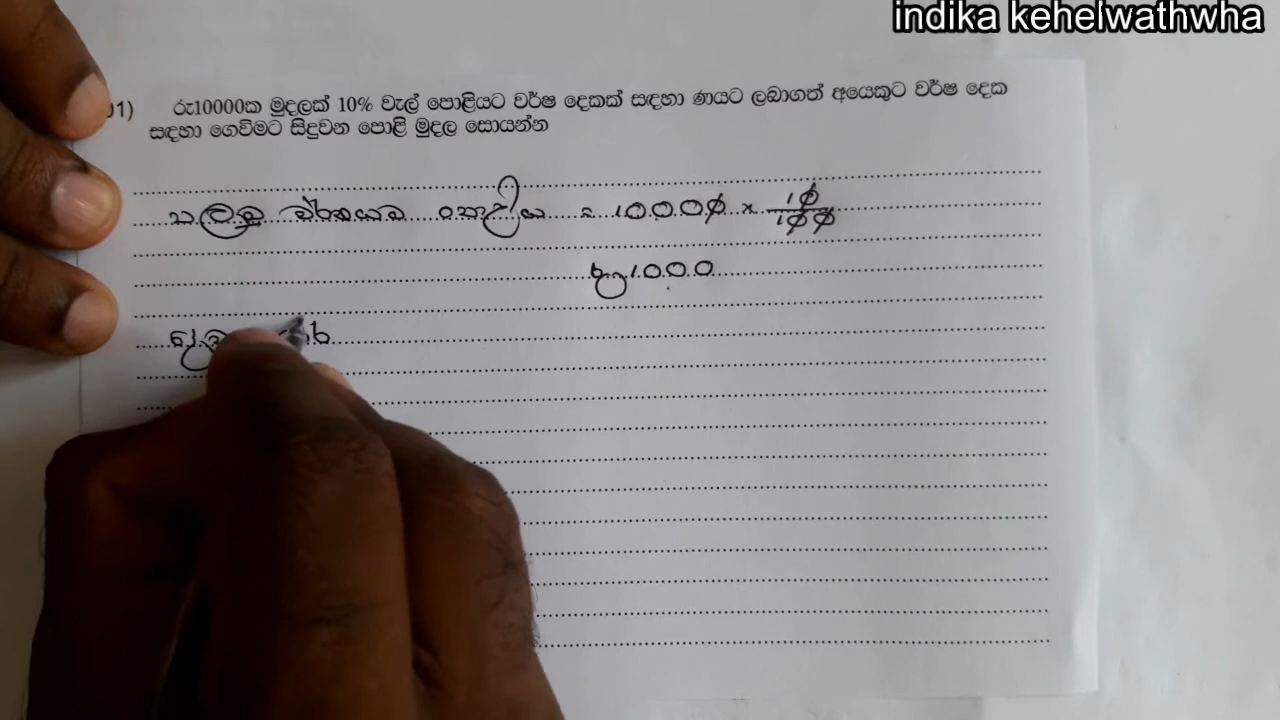 indika kehelwathwha
01) රු10000ක මුදලක් 10% වැල් පොළියට වර්ෂ දෙකක් සඳහා ණයට ලබාගත් අයෙකුට වර්ෂ දෙක
සඳහා ගෙවිමට සිදුවන පොළි මුදල සොයන්න
පළමු වර්ෂයට පොළිය = 10000 × 10/100
රු 1000